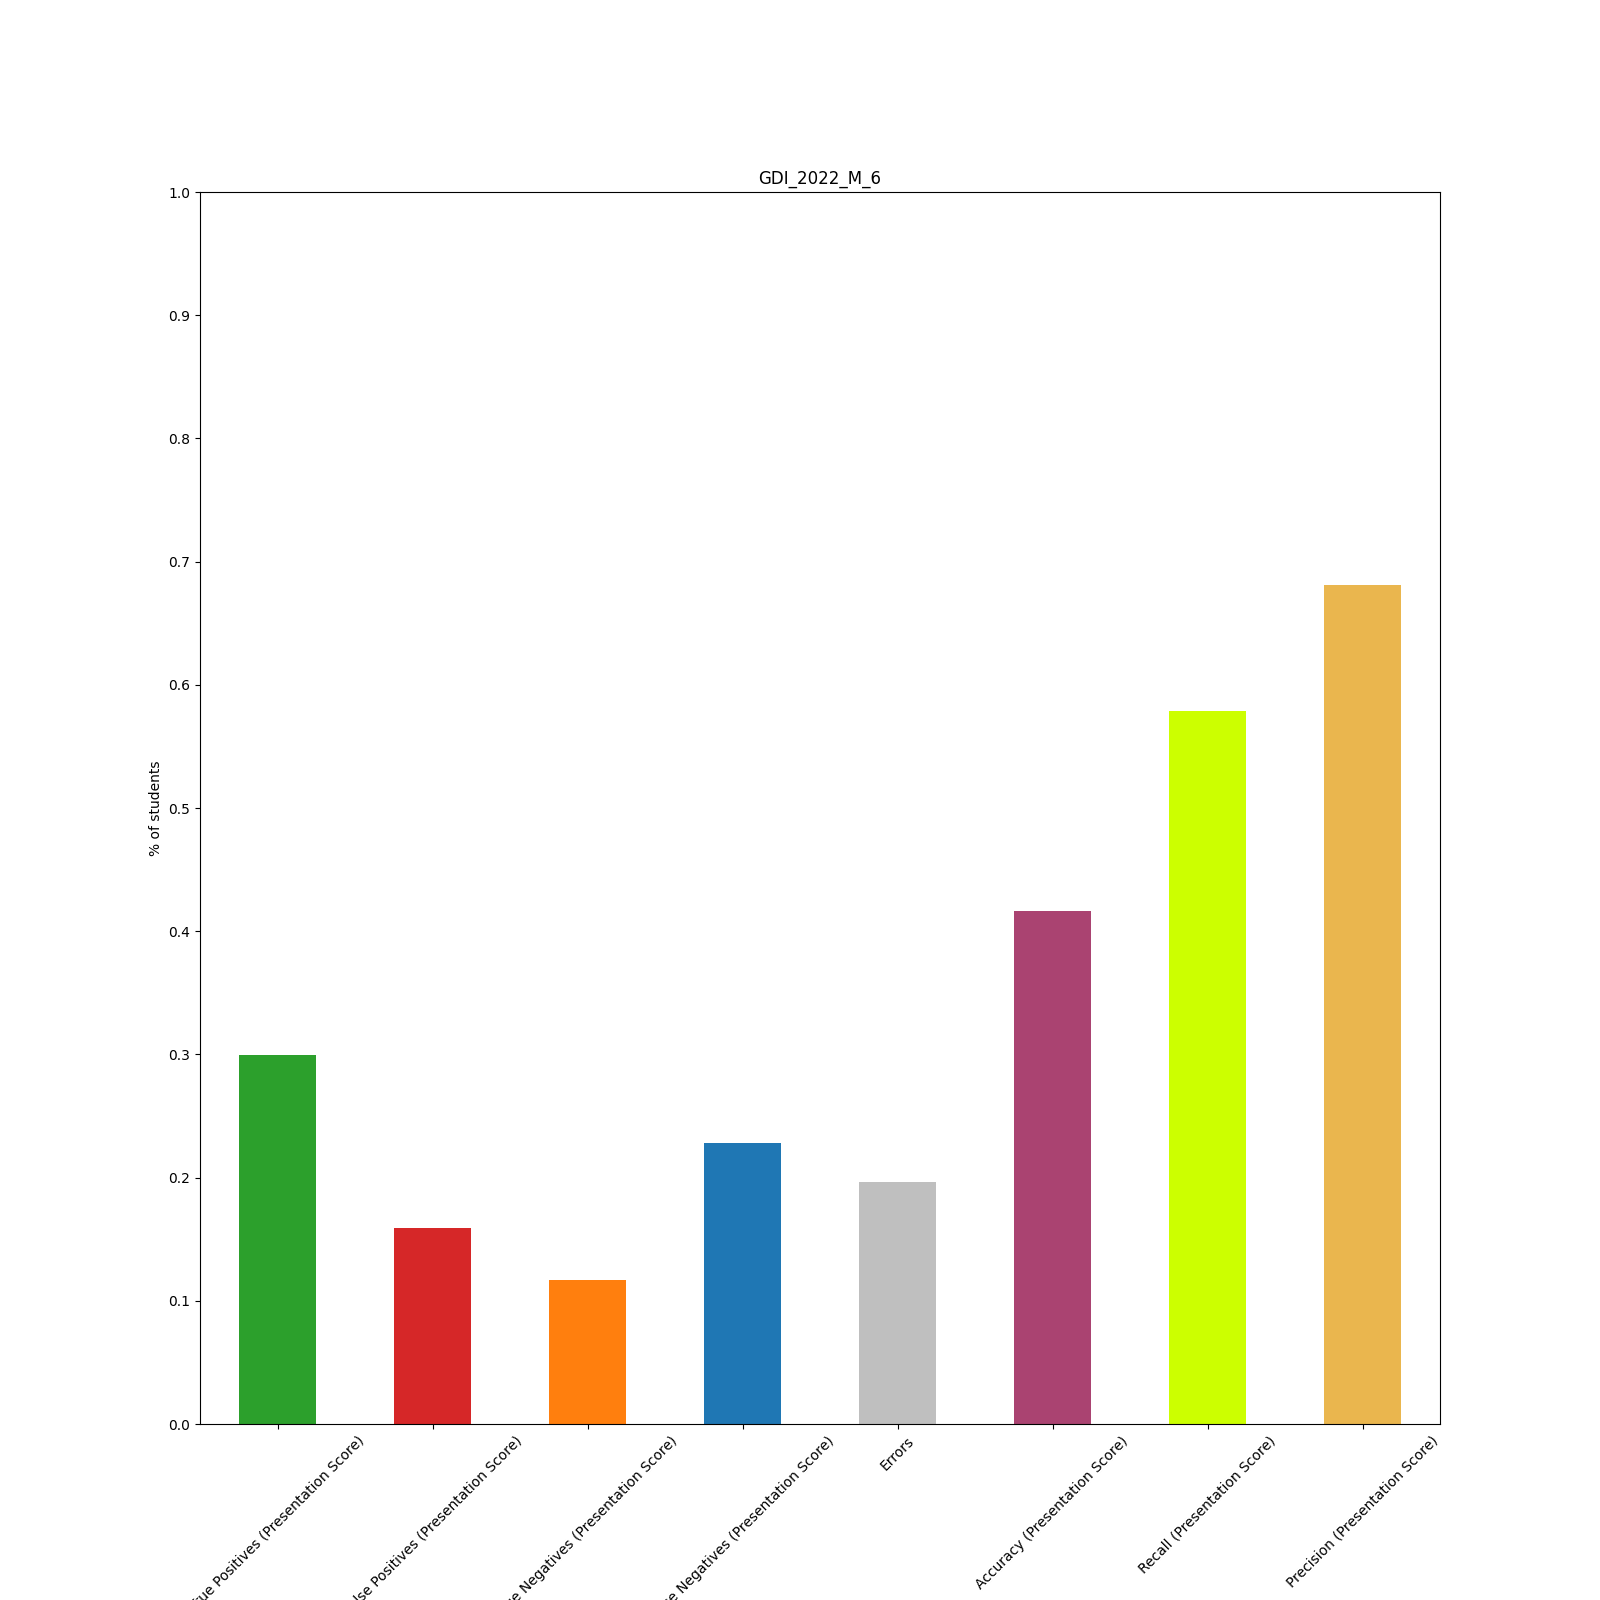 GDI_2022_M_6
1.0
0.9
0.8
0.7
0.6
0.5
0.4
0.3
0.2
0.1
0.0
% of students
Positives (Presentation Score)
Positives (Presentation Score)
Negatives (Presentation Score)
Negatives (Presentation Score)
Errors
Accuracy (Presentation Score)
Recall (Presentation Score)
Precision (Presentation Score)